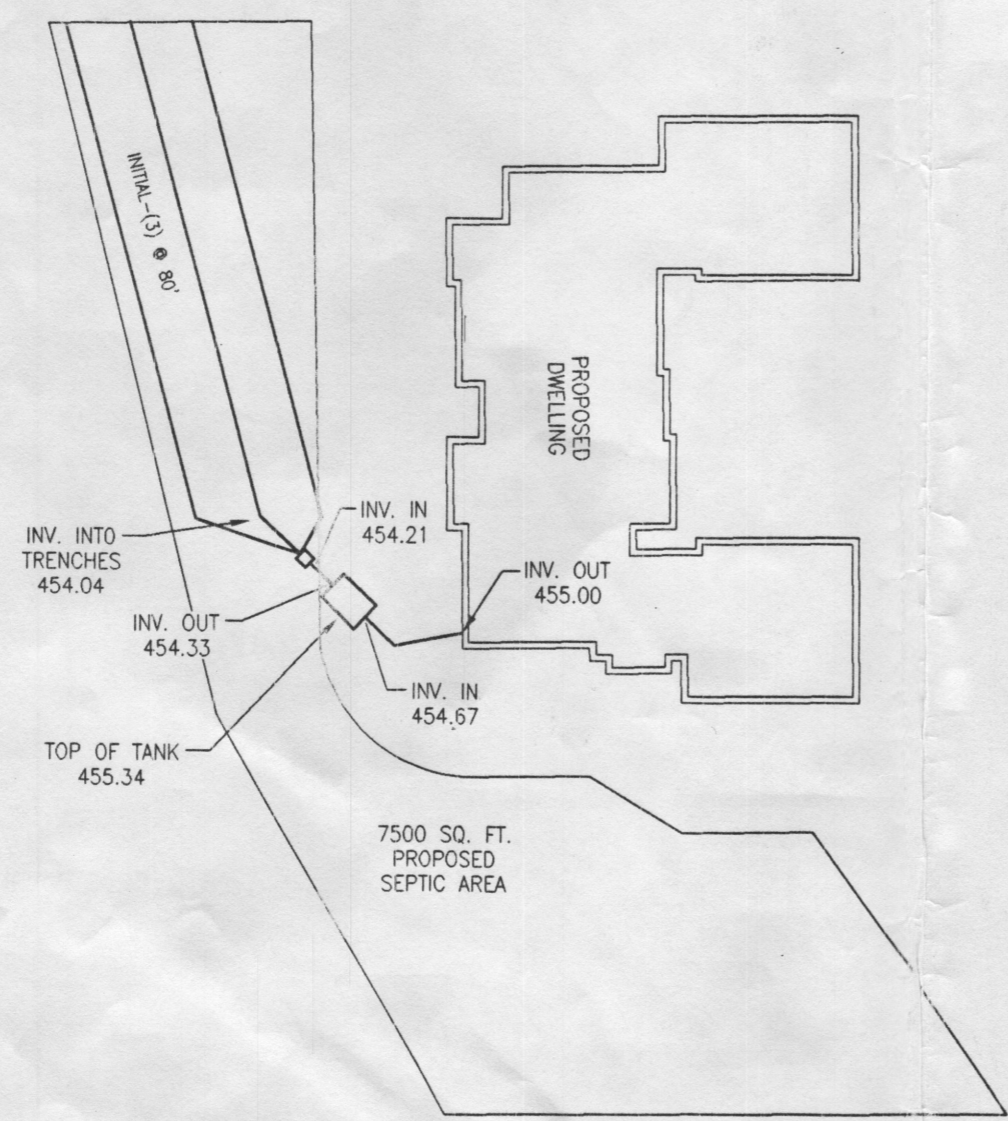 INITIAL-(3) @ 80'
PROPOSED
DWELLING
INV. IN
454.21
INV. INTO
TRENCHES
454.04
INV. OUT
455.00
INV. OUT
454.33
INV. IN
454.67
TOP OF TANK
455.34
7500 SQ. FT.
PROPOSED
SEPTIC AREA